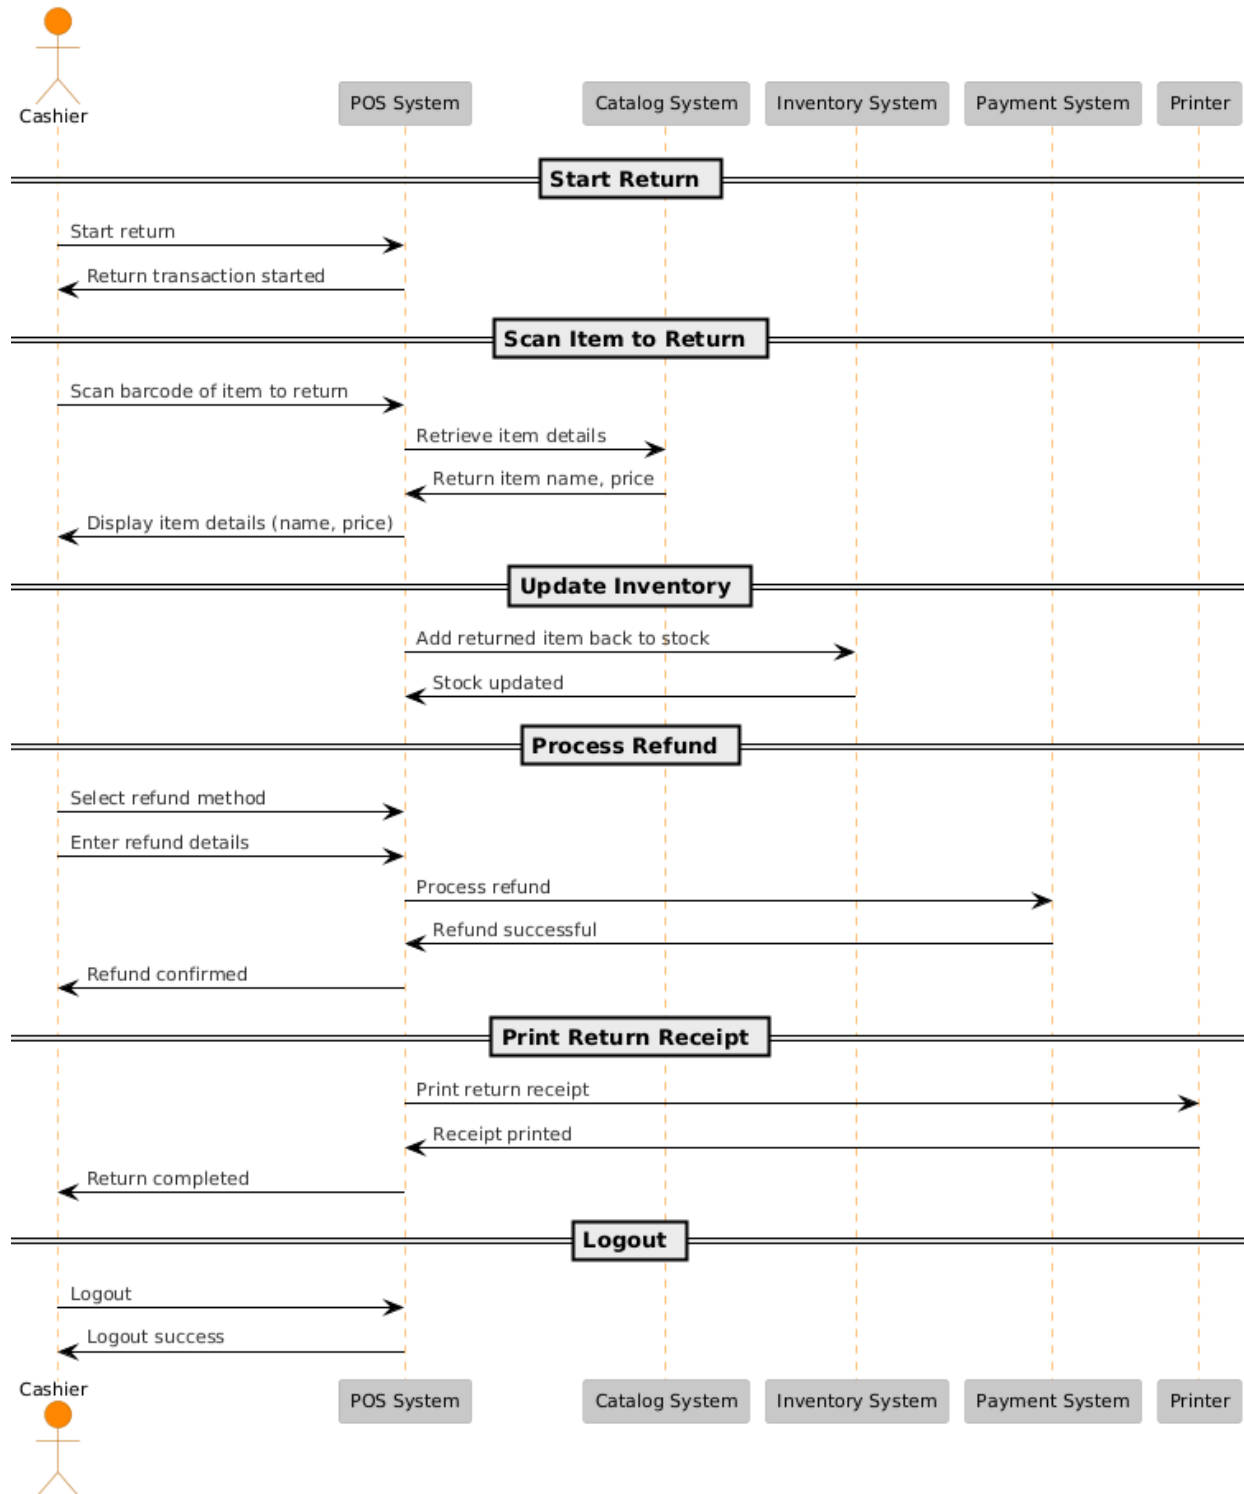 Cashier
POS System
Catalog System
Inventory System
Payment System
Printer
Start Return
Start return
Return transaction started
Scan Item to Return
Scan barcode of item to return
Retrieve item details
Return item name, price
Display item details (name, price)
Update Inventory
Add returned item back to stock
Stock updated
Process Refund
Select refund method
Enter refund details
Process refund
Refund successful
Refund confirmed
Print Return Receipt
Print return receipt
Receipt printed
Return completed
Logout
Logout
Logout success
Cashier
POS System
Catalog System
Inventory System
Payment System
Printer